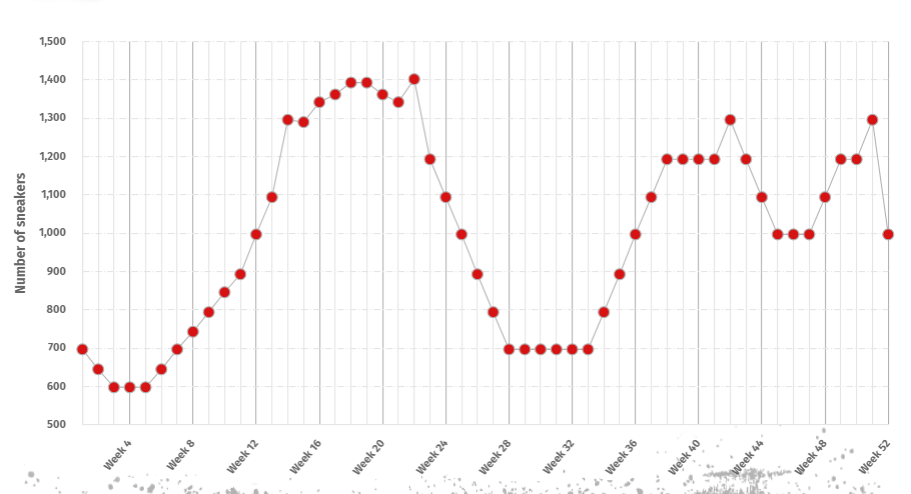 1,500
1,400
1,300
1,200
1,100
1,000
900
800
700
600
500
Number of sneakers
Week 4
Week 8
Week 12
Week 16
Week 20
Week 24
Week 28
Week 32
Week 36
Week 40
Week 44
Week 48
Week 52